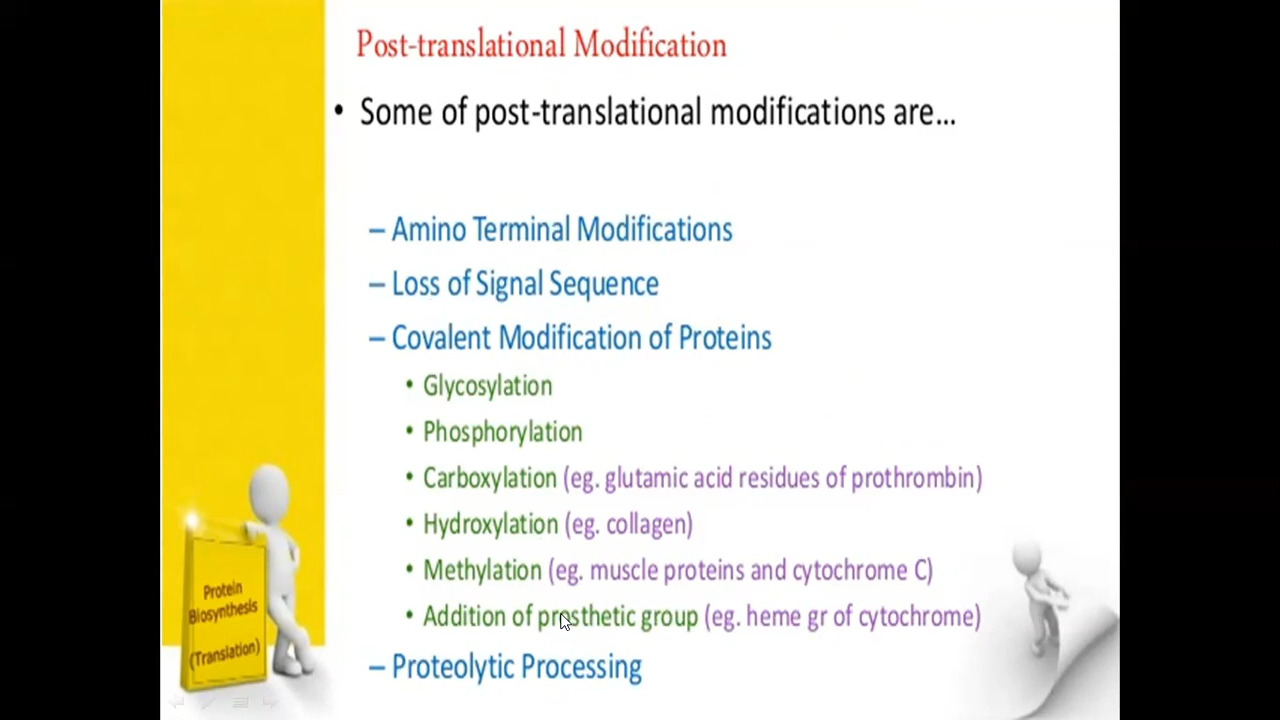 Post-translational Modification
• Some of post-translational modifications are...
– Amino Terminal Modifications
– Loss of Signal Sequence
– Covalent Modification of Proteins
• Glycosylation
• Phosphorylation
• Carboxylation (eg. glutamic acid residues of prothrombin)
• Hydroxylation (eg. collagen)
• Methylation (eg. muscle proteins and cytochrome C)
• Addition of prosthetic group (eg. heme gr of cytochrome)
– Proteolytic Processing
Protein
Biosynthesis
(Translation)